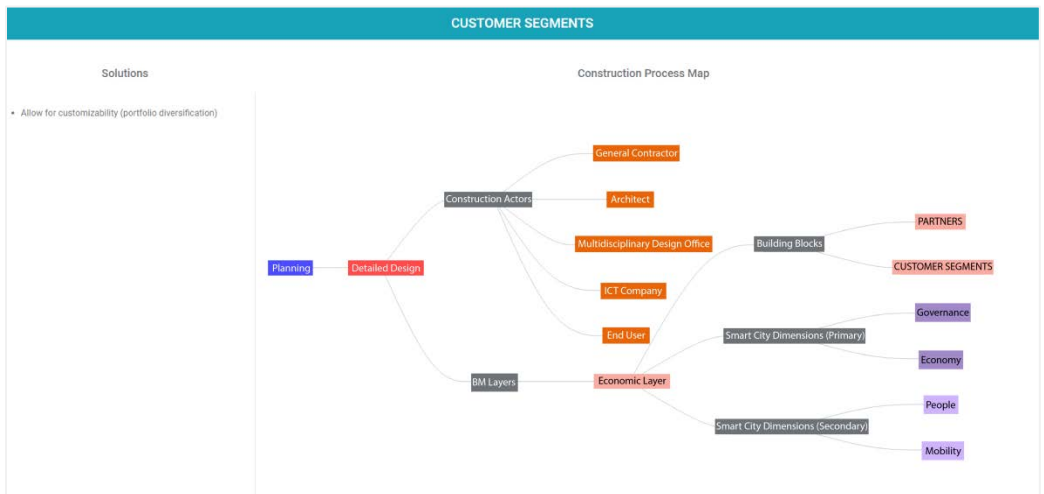 CUSTOMER SEGMENTS
Solutions
Construction Process Map
• Allow for customizability (portfolio diversification)
General Contractor
Construction Actors
Architect
PARTNERS
Multidisciplinary Design Office
Building Blocks
Planning
Detailed Design
CUSTOMER SEGMENTS
ICT Company
Governance
End User
Smart City Dimensions (Primary)
Economy
BM Layers
Economic Layer
People
Smart City Dimensions (Secondary)
Mobility